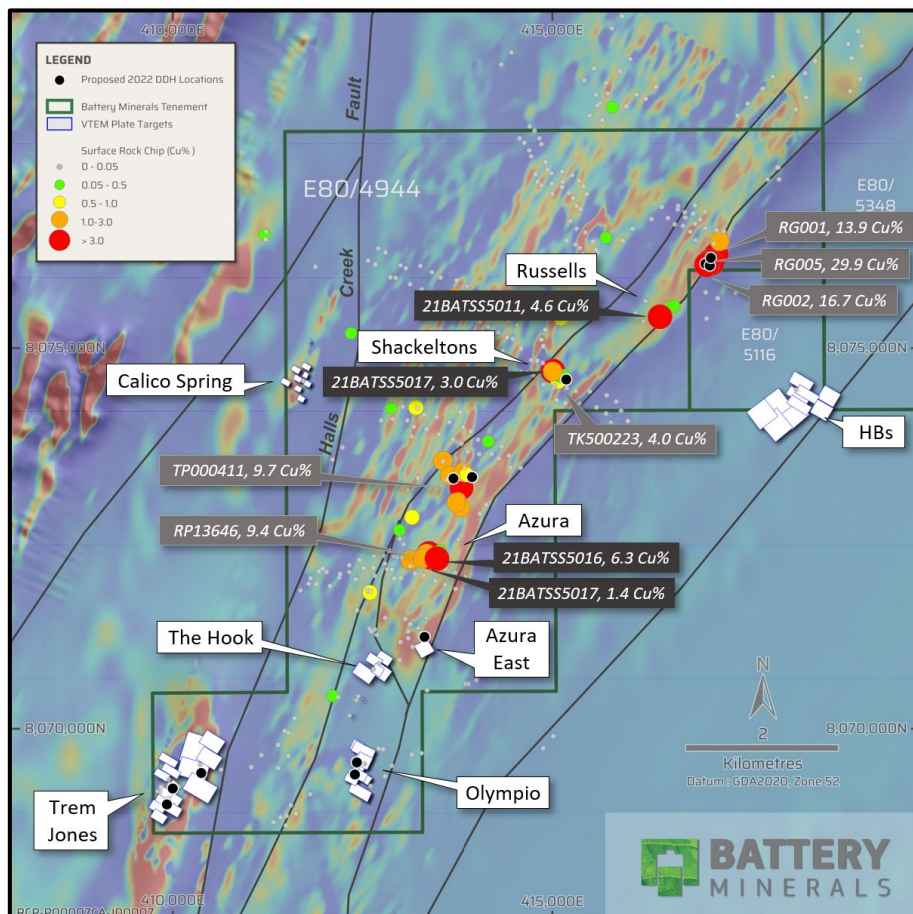 410,000E
415,000E
LEGEND
Proposed 2022 DDH Locations
Battery Minerals Tenement
VTEM Plate Targets
Surface Rock Chip (Cu% )
0 - 0.05
0.05 - 0.5
0.5 - 1.0
1.0-3.0
> 3.0
Fault
Creek
Halls
E80/4944
E80/
5348
RG001, 13.9 Cu%
RG005, 29.9 Cu%
RG002, 16.7 Cu%
Russells
21BATSS5011, 4.6 Cu%
E80/
5116
8,075,000N
8,075,000N
Shackeltons
21BATSS5017, 3.0 Cu%
Calico Spring
HBs
TK500223, 4.0 Cu%
TP000411, 9.7 Cu%
Azura
RP13646, 9.4 Cu%
21BATSS5016, 6.3 Cu%
21BATSS5017, 1.4 Cu%
The Hook
Azura
East
N
8,070,000N
8,070,000N
2
Kilometres
Datum : GDA2020, Zone 52
Trem
Jones
Olympio
BATTERY
MINERALS
410,000E
415,000E